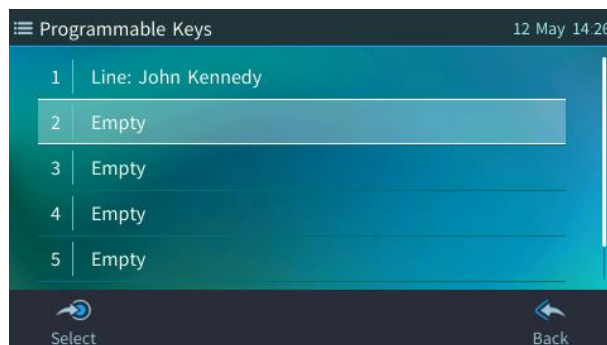 Programmable Keys 12 May 14:26
1 Line: John Kennedy
2 Empty
3 Empty
4 Empty
5 Empty
Select Back